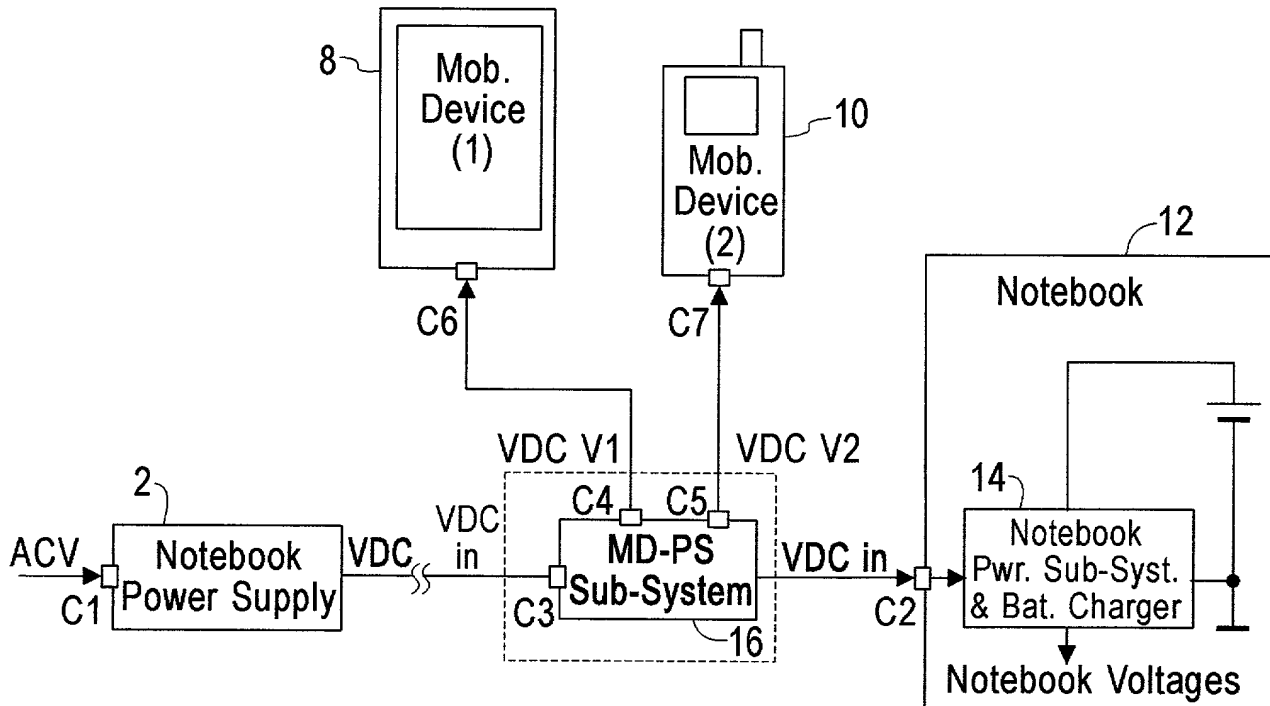 8
Mob.
Device
(1)
10
Mob.
Device
(2)
12
Notebook
C6
C7
VDC V1
VDC V2
2
14
ACV
C1
Notebook
Power Supply
VDC
VDC
in
C3
C4
C5
MD-PS
Sub-System
16
VDC in
C2
Notebook
Pwr. Sub-Syst.
& Bat. Charger
Notebook Voltages